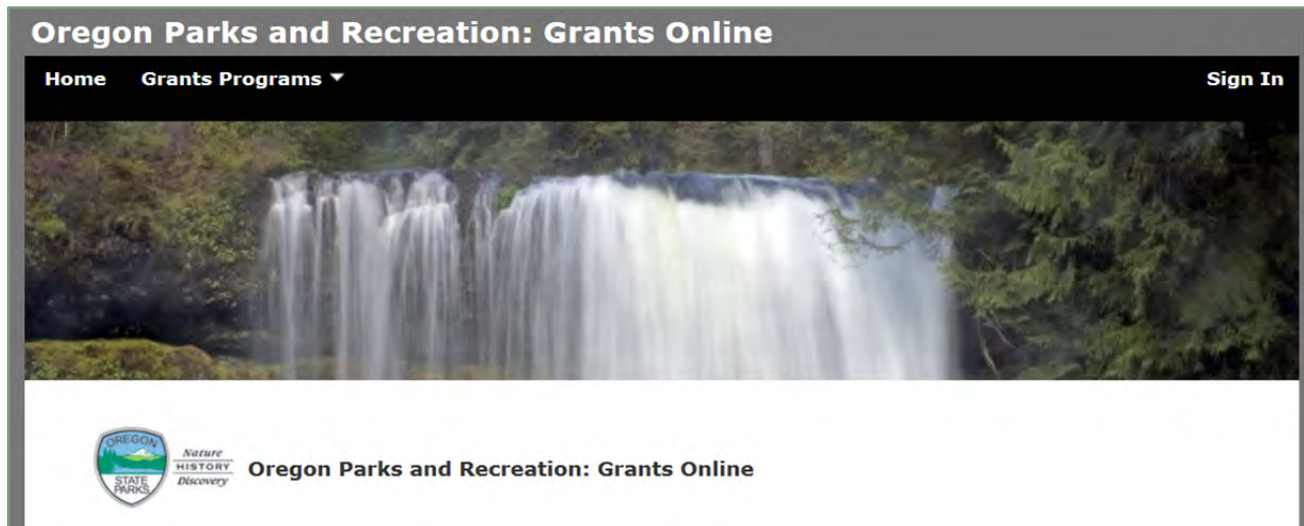 Oregon Parks and Recreation: Grants Online
Home Grants Programs Sign In
OREGON
STATE
PARKS
Nature
HISTORY
Discovery
Oregon Parks and Recreation: Grants Online